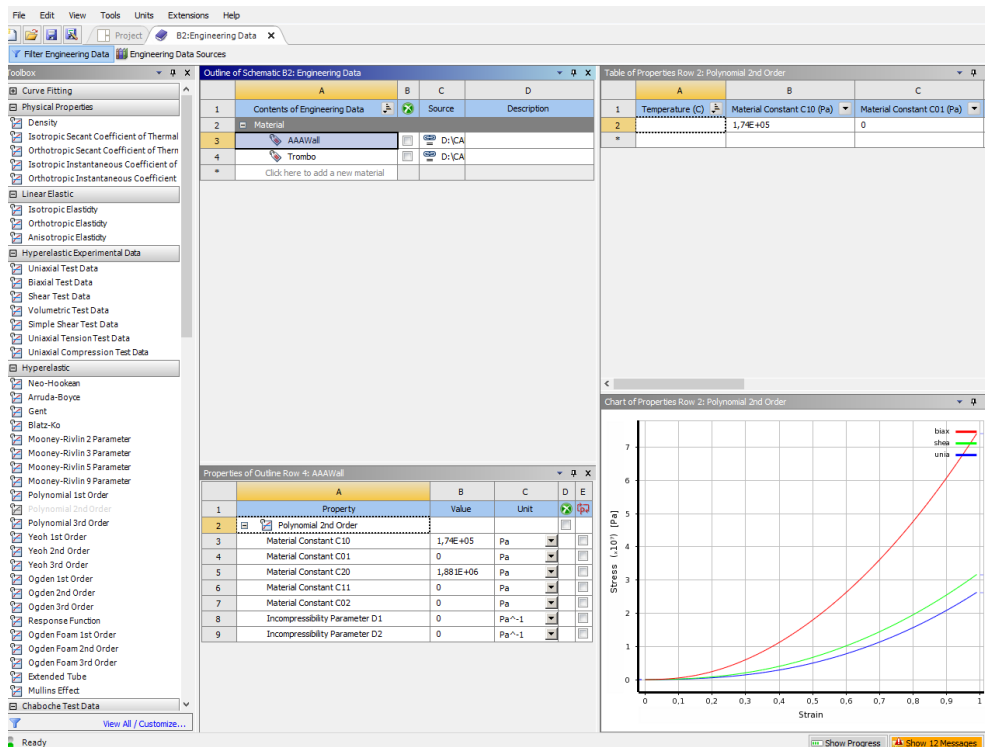 File Edit View Tools Units Extensions Help
Project B2:Engineering Data
Filter Engineering Data Engineering Data Sources
Toolbox
Curve Fitting
Physical Properties
Density
Isotropic Secant Coefficient of Thermal
Orthotropic Secant Coefficient of Therm
Isotropic Instantaneous Coefficient of
Orthotropic Instantaneous Coefficient
Linear Elastic
Isotropic Elasticity
Orthotropic Elasticity
Anisotropic Elasticity
Hyperelastic Experimental Data
Uniaxial Test Data
Biaxial Test Data
Shear Test Data
Volumetric Test Data
Simple Shear Test Data
Uniaxial Tension Test Data
Uniaxial Compression Test Data
Hyperelastic
Neo-Hookean
Arruda-Boyce
Gent
Blatz-Ko
Mooney-Rivlin 2 Parameter
Mooney-Rivlin 3 Parameter
Mooney-Rivlin 5 Parameter
Mooney-Rivlin 9 Parameter
Polynomial 1st Order
Polynomial 2nd Order
Polynomial 3rd Order
Yeoh 1st Order
Yeoh 2nd Order
Yeoh 3rd Order
Ogden 1st Order
Ogden 2nd Order
Ogden 3rd Order
Response Function
Ogden Foam 1st Order
Ogden Foam 2nd Order
Ogden Foam 3rd Order
Extended Tube
Mullins Effect
Chaboche Test Data
View All / Customize...
Outline of Schematic B2: Engineering Data
A B C D
1 Contents of Engineering Data Source Description
2 Material
3 AAAWall D:\CA
4 Trombo D:\CA
* Click here to add a new material
Properties of Outline Row 4: AAAWall
A B C D E
1 Property Value Unit
2 Polynomial 2nd Order
3 Material Constant C10 1,74E+05 Pa
4 Material Constant C01 0 Pa
5 Material Constant C20 1,881E+06 Pa
6 Material Constant C11 0 Pa
7 Material Constant C02 0 Pa
8 Incompressibility Parameter D1 0 Pa^-1
9 Incompressibility Parameter D2 0 Pa^-1
Table of Properties Row 2: Polynomial 2nd Order
A B C
1 Temperature (C) Material Constant C10 (Pa) Material Constant C01 (Pa)
2 1,74E+05 0
*
Chart of Properties Row 2: Polynomial 2nd Order
biax
shea
unia
7
6
5
4
3
2
1
0
Stress (.10⁷) [Pa]
0 0,1 0,2 0,3 0,4 0,5 0,6 0,7 0,8 0,9 1
Strain
Ready
Show Progress Show 12 Messages